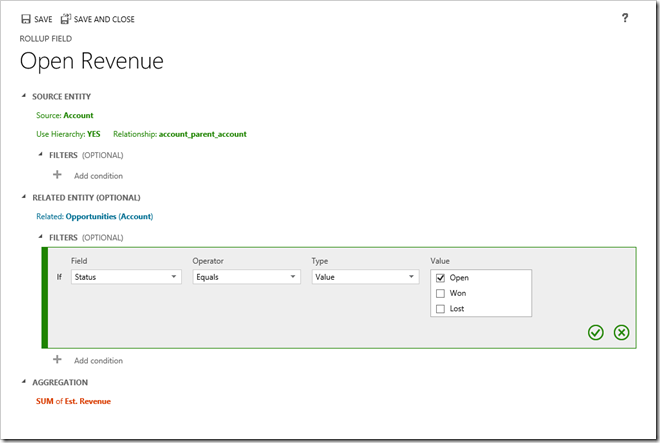 SAVE SAVE AND CLOSE ?
ROLLUP FIELD
Open Revenue
SOURCE ENTITY
Source: Account
Use Hierarchy: YES Relationship: account_parent_account
FILTERS (OPTIONAL)
Add condition
RELATED ENTITY (OPTIONAL)
Related: Opportunities (Account)
FILTERS (OPTIONAL)
Field Operator Type Value
If Status Equals Value Open
Won
Lost
Add condition
AGGREGATION
SUM of Est. Revenue